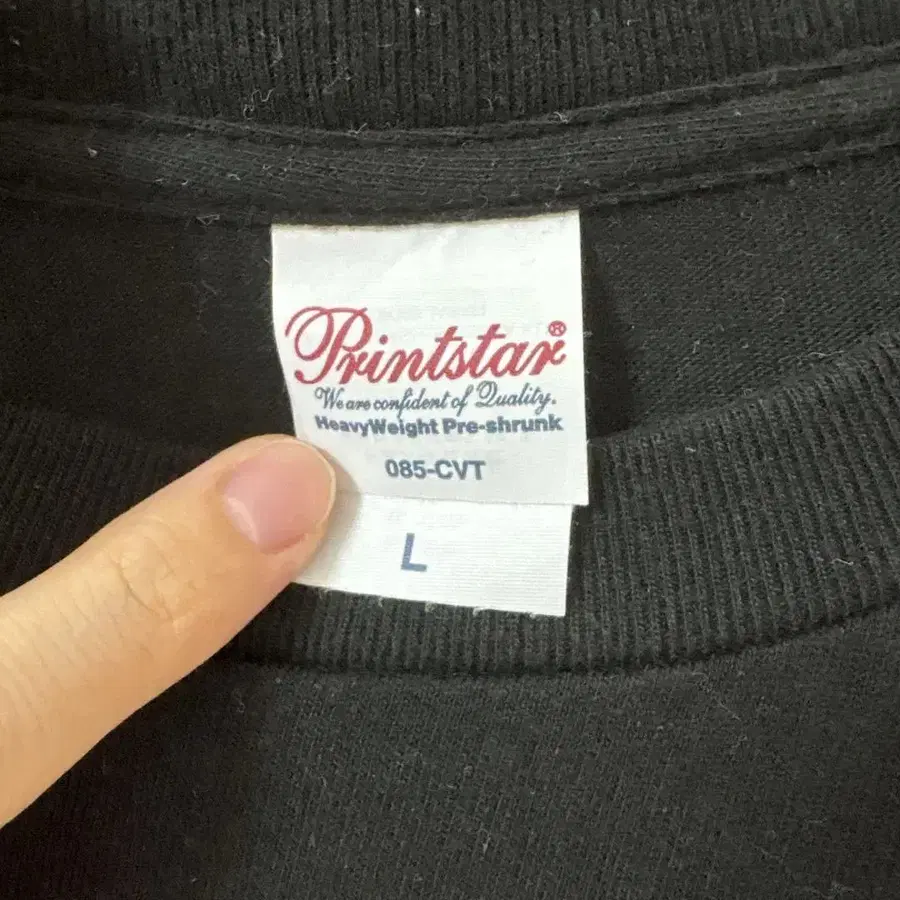 Printstar®
We are confident of Quality.
HeavyWeight Pre-shrunk
085-CVT
L